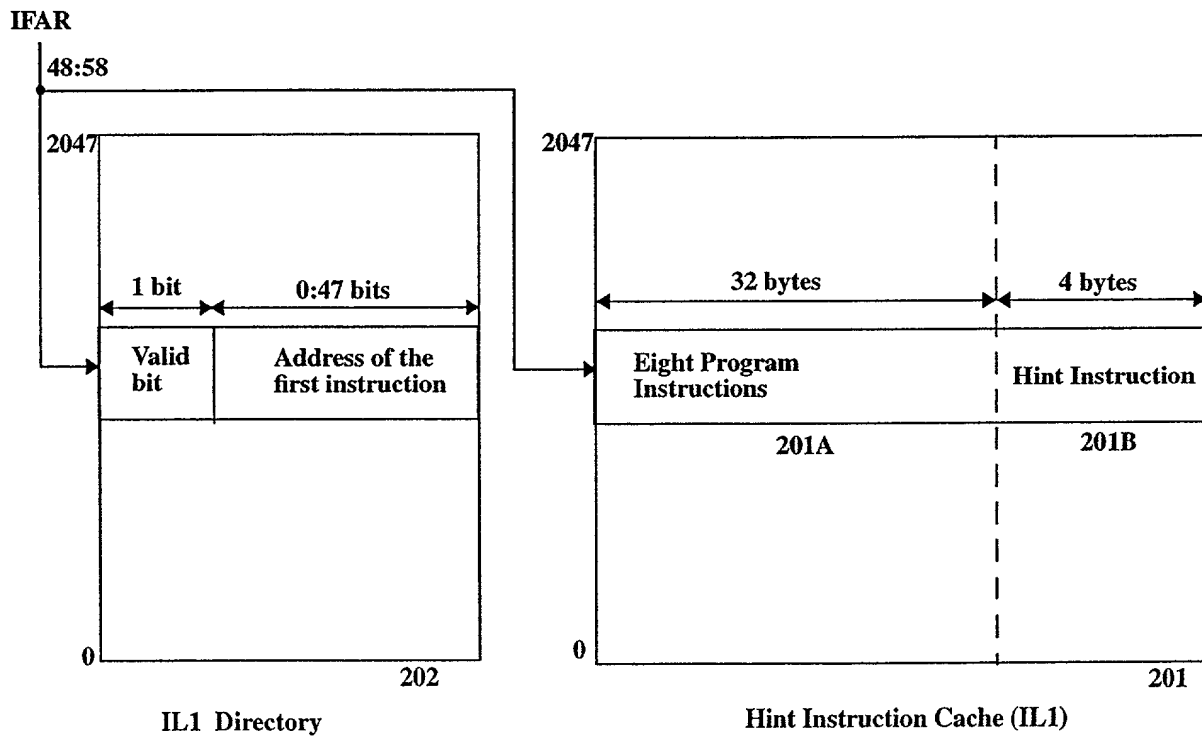 IFAR
48:58
2047
2047
1 bit
0:47 bits
32 bytes
4 bytes
Valid
bit
Address of the
first instruction
Eight Program
Instructions
Hint Instruction
201A
201B
0
0
202
201
IL1 Directory
Hint Instruction Cache (IL1)